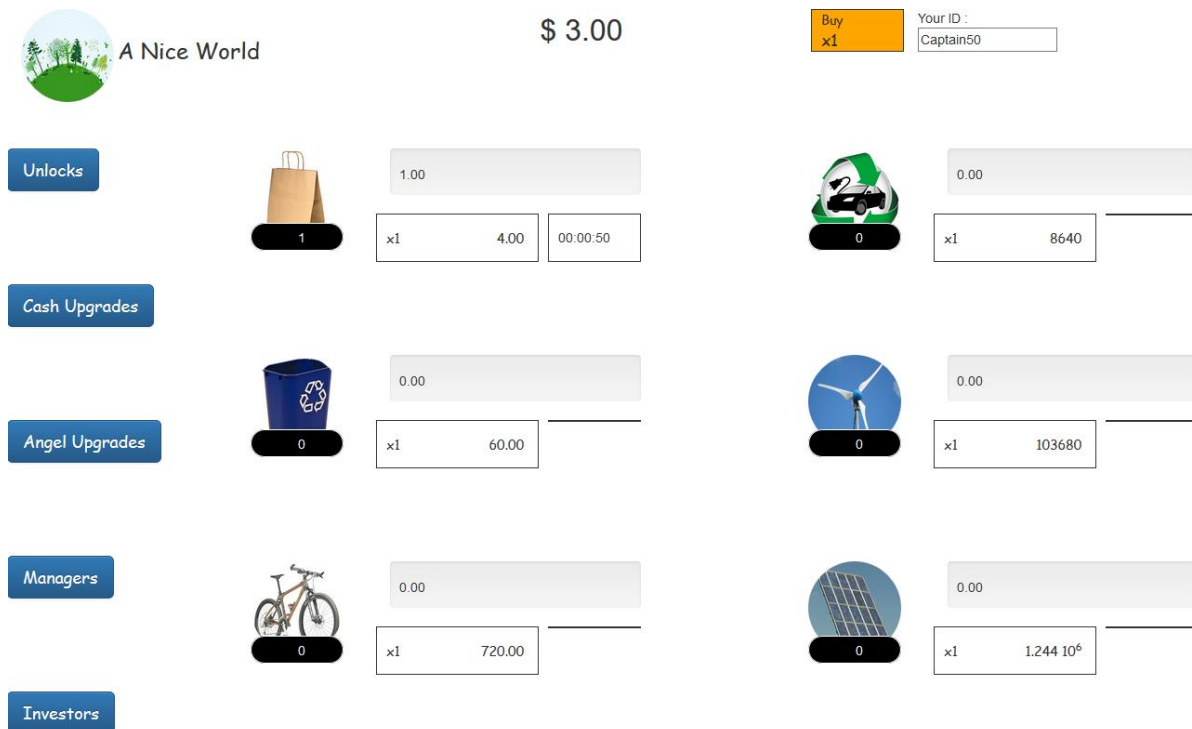 A Nice World
$ 3.00
Buy
x1
Your ID :
Captain50
Unlocks
1.00
1
x1 4.00
00:00:50
0.00
0
x1 8640
Cash Upgrades
0.00
0
x1 60.00
0.00
0
x1 103680
Angel Upgrades
0.00
0
x1 720.00
0.00
0
x1 1.244 10⁶
Managers
Investors